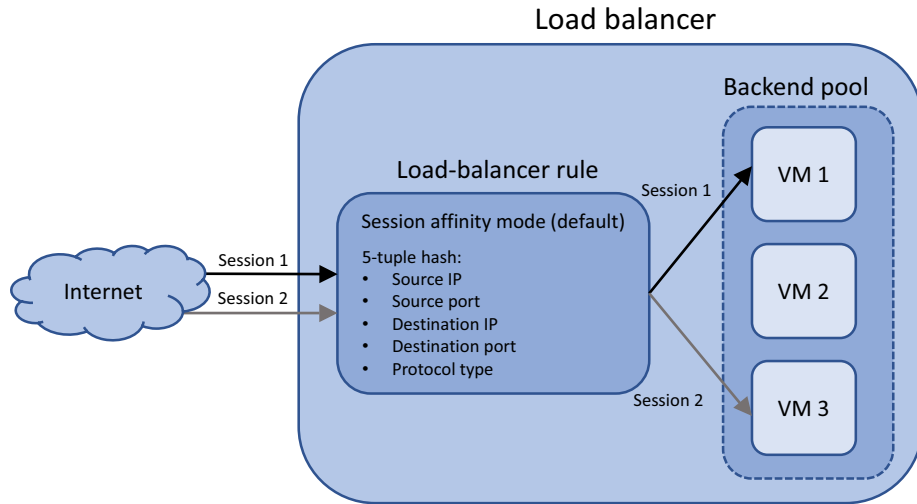 Load balancer
Backend pool
Load-balancer rule
Session affinity mode (default)
5-tuple hash:
• Source IP
• Source port
• Destination IP
• Destination port
• Protocol type
Internet
Session 1
Session 2
Session 1
Session 2
VM 1
VM 2
VM 3